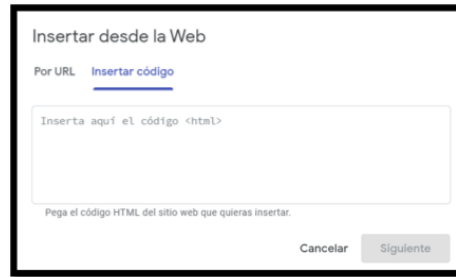 Insertar desde la Web
Por URL Insertar código
Inserta aquí el código <html>
Pega el código HTML del sitio web que quieras insertar.
Cancelar Siguiente